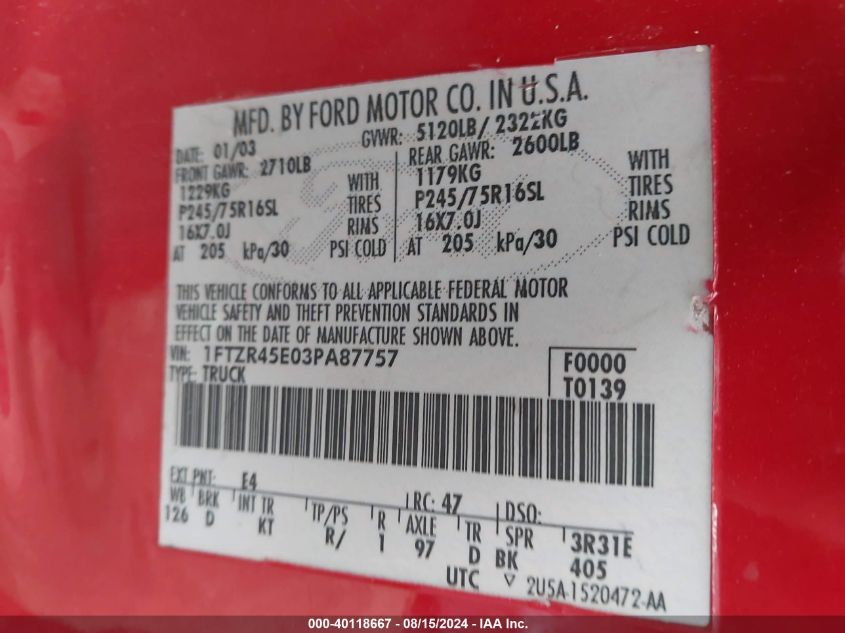 MFD. BY FORD MOTOR CO. IN U.S.A.
DATE: 01/03 GVWR: 5120LB/ 2322KG
FRONT GAWR: 2710LB REAR GAWR: 2600LB
1229KG WITH 1179KG WITH
P245/75R16SL TIRES P245/75R16SL TIRES
16X7.0J RIMS 16X7.0J RIMS
AT 205 kPa/30 PSI COLD AT 205 kPa/30 PSI COLD
THIS VEHICLE CONFORMS TO ALL APPLICABLE FEDERAL MOTOR
VEHICLE SAFETY AND THEFT PREVENTION STANDARDS IN
EFFECT ON THE DATE OF MANUFACTURE SHOWN ABOVE.
VIN: 1FTZR45E03PA87757 F0000
TYPE: TRUCK T0139
EXT PNT: E4 RC: 47 DSO:
WB BRK INT TR TP/PS R AXLE TR SPR 3R31E
126 D KT R/ 1 97 D BK 405
UTC ▽ 2U5A-1520472-AA
000-40118667 - 08/15/2024 - IAA Inc.